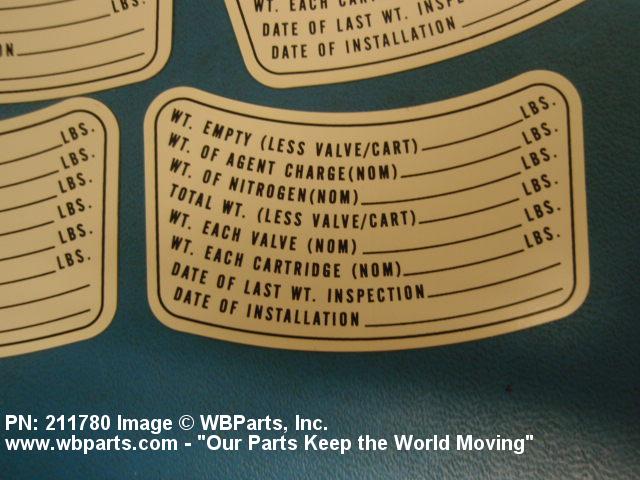 LBS.
ON
WT. EACH
DATE OF LAST WT.
DATE OF INSTALLATION
LBS.
LBS.
LBS.
LBS.
LBS.
LBS.
WT. EMPTY (LESS VALVE/CART) LBS.
WT. OF AGENT CHARGE(NOM) LBS.
WT. OF NITROGEN(NOM) LBS.
TOTAL WT. (LESS VALVE/CART) LBS.
WT. EACH VALVE (NOM) LBS.
WT. EACH CARTRIDGE (NOM) LBS.
DATE OF LAST WT. INSPECTION
DATE OF INSTALLATION
PN: 211780 Image © WBParts, Inc.
www.wbparts.com - "Our Parts Keep the World Moving"